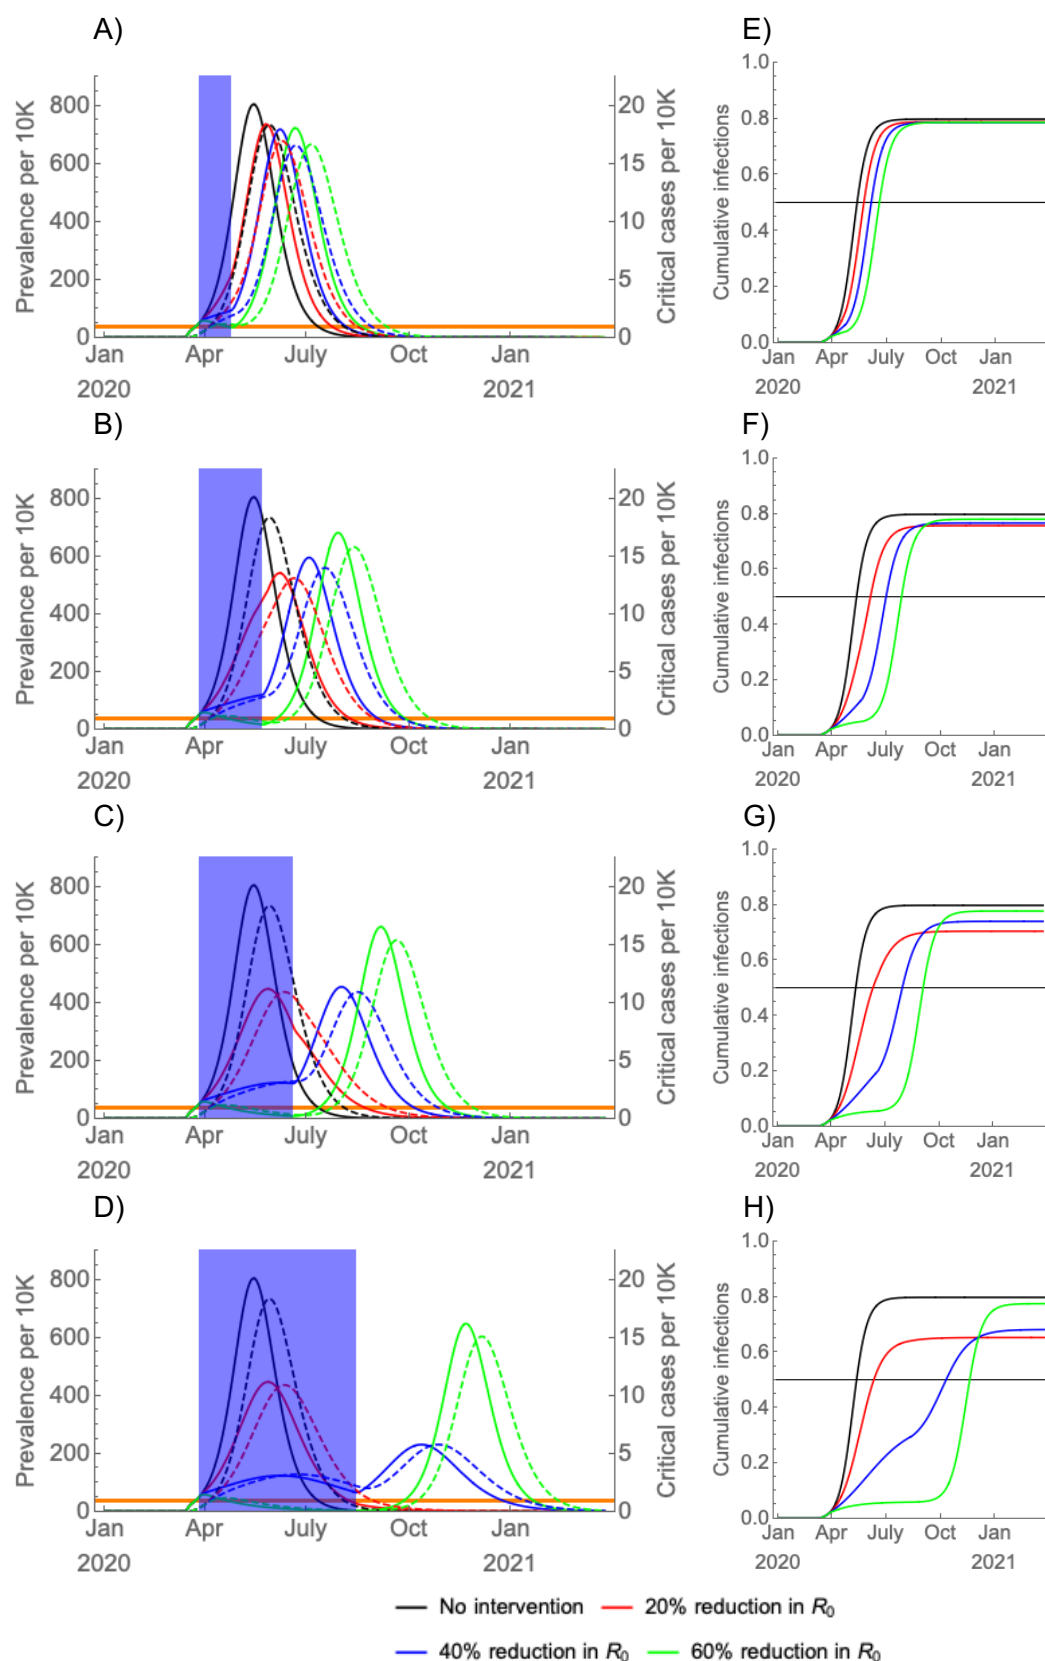 A)
E)
Prevalence per 10K
800
600
400
200
0
Critical cases per 10K
20
15
10
5
0
Jan Apr July Oct Jan
2020 2021
Cumulative infections
1.0
0.8
0.6
0.4
0.2
0.0
Jan Apr July Oct Jan
2020 2021
B)
F)
Prevalence per 10K
800
600
400
200
0
Critical cases per 10K
20
15
10
5
0
Jan Apr July Oct Jan
2020 2021
Cumulative infections
1.0
0.8
0.6
0.4
0.2
0.0
Jan Apr July Oct Jan
2020 2021
C)
G)
Prevalence per 10K
800
600
400
200
0
Critical cases per 10K
20
15
10
5
0
Jan Apr July Oct Jan
2020 2021
Cumulative infections
1.0
0.8
0.6
0.4
0.2
0.0
Jan Apr July Oct Jan
2020 2021
D)
H)
Prevalence per 10K
800
600
400
200
0
Critical cases per 10K
20
15
10
5
0
Jan Apr July Oct Jan
2020 2021
Cumulative infections
1.0
0.8
0.6
0.4
0.2
0.0
Jan Apr July Oct Jan
2020 2021
No intervention 20% reduction in R₀
40% reduction in R₀ 60% reduction in R₀